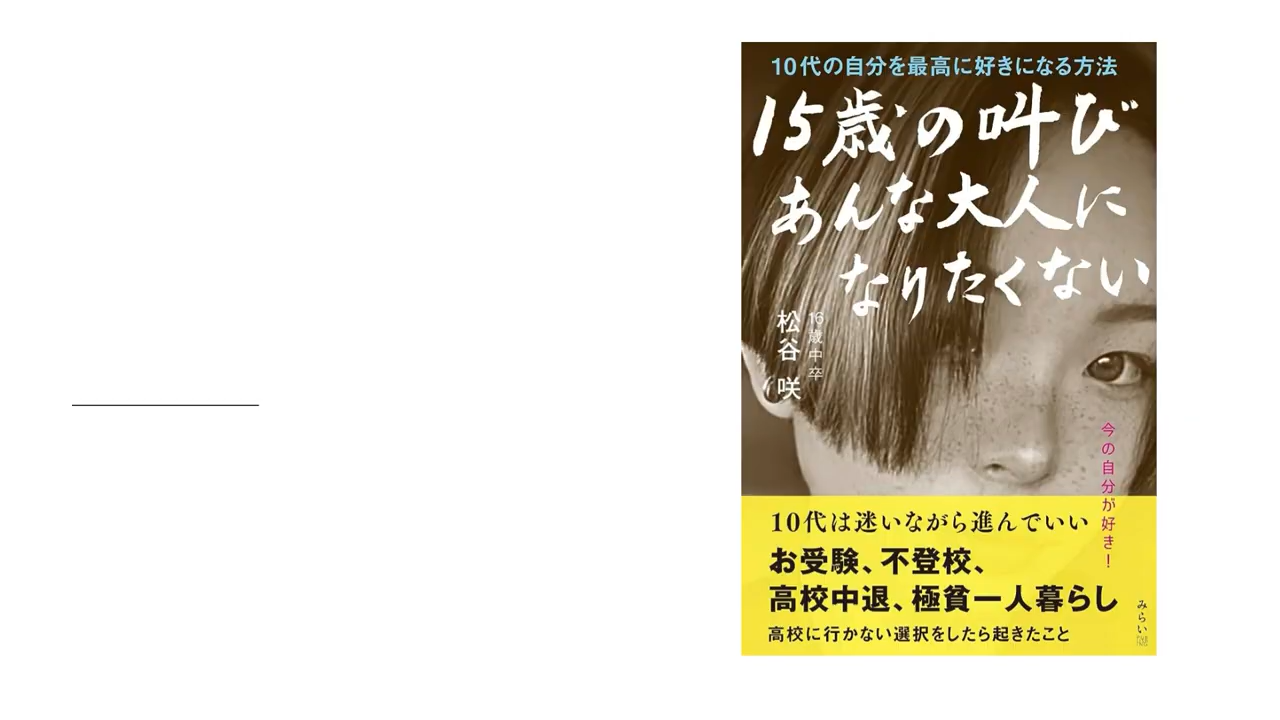 10代の自分を最高に好きになる方法
15歳の叫び
あんな大人に
なりたくない
16歳中卒
松谷 咲
今の自分が好き！
10代は迷いながら進んでいい
お受験、不登校、
高校中退、極貧一人暮らし
高校に行かない選択をしたら起きたこと
みらい